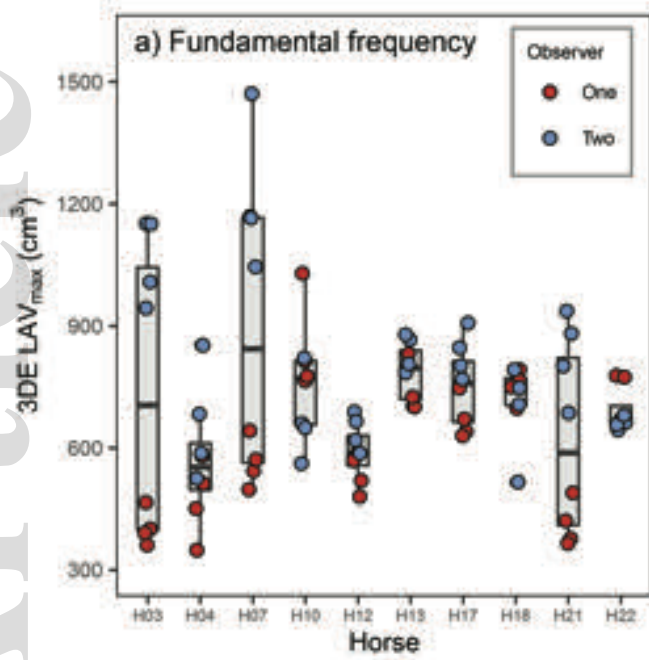 a) Fundamental frequency
Observer
One
Two
3DE LAVmax (cm³)
1500
1200
900
600
300
H03 H04 H07 H10 H12 H13 H17 H18 H21 H22
Horse